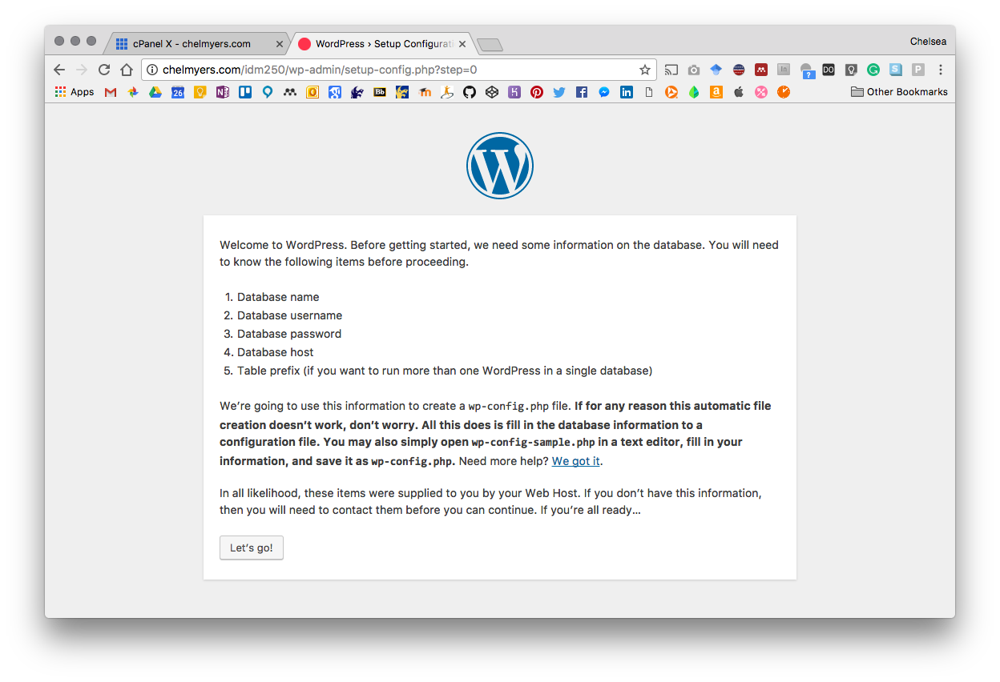 cPanel X - chelmyers.com
WordPress › Setup Configurati
Chelsea
chelmyers.com/idm250/wp-admin/setup-config.php?step=0
Apps
26
Bb
Other Bookmarks
Welcome to WordPress. Before getting started, we need some information on the database. You will need
to know the following items before proceeding.
1. Database name
2. Database username
3. Database password
4. Database host
5. Table prefix (if you want to run more than one WordPress in a single database)
We’re going to use this information to create a wp-config.php file. If for any reason this automatic file
creation doesn’t work, don’t worry. All this does is fill in the database information to a
configuration file. You may also simply open wp-config-sample.php in a text editor, fill in your
information, and save it as wp-config.php. Need more help? We got it.
In all likelihood, these items were supplied to you by your Web Host. If you don’t have this information,
then you will need to contact them before you can continue. If you’re all ready…
Let’s go!